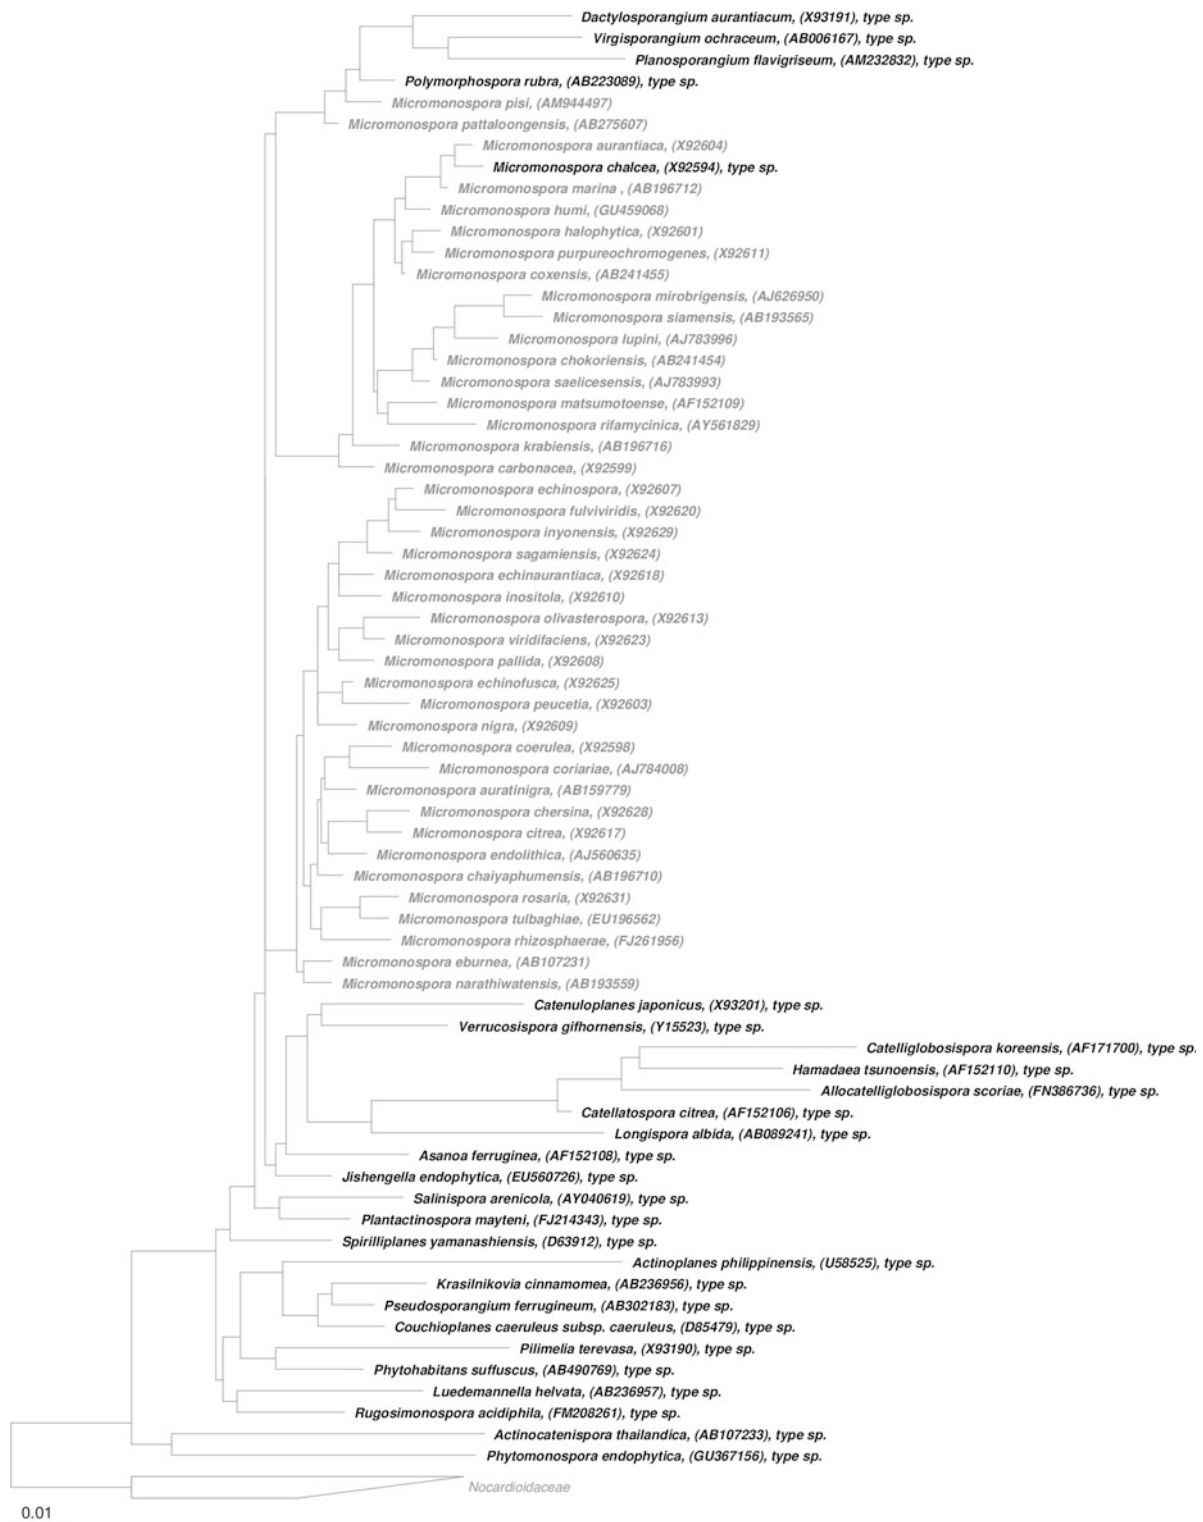 Dactylosporangium aurantiacum, (X93191), type sp.
Virgisporangium ochraceum, (AB006167), type sp.
Planosporangium flavigriseum, (AM232832), type sp.
Polymorphospora rubra, (AB223089), type sp.
Micromonospora pisi, (AM944497)
Micromonospora pattaloongensis, (AB275607)
Micromonospora aurantiaca, (X92604)
Micromonospora chalcea, (X92594), type sp.
Micromonospora marina , (AB196712)
Micromonospora humi, (GU459068)
Micromonospora halophytica, (X92601)
Micromonospora purpureochromogenes, (X92611)
Micromonospora coxensis, (AB241455)
Micromonospora mirobrigensis, (AJ626950)
Micromonospora siamensis, (AB193565)
Micromonospora lupini, (AJ783996)
Micromonospora chokoriensis, (AB241454)
Micromonospora saelicesensis, (AJ783993)
Micromonospora matsumotoense, (AF152109)
Micromonospora rifamycinica, (AY561829)
Micromonospora krabiensis, (AB196716)
Micromonospora carbonacea, (X92599)
Micromonospora echinospora, (X92607)
Micromonospora fulviviridis, (X92620)
Micromonospora inyonensis, (X92629)
Micromonospora sagamiensis, (X92624)
Micromonospora echinaurantiaca, (X92618)
Micromonospora inositola, (X92610)
Micromonospora olivasterospora, (X92613)
Micromonospora viridifaciens, (X92623)
Micromonospora pallida, (X92608)
Micromonospora echinofusca, (X92625)
Micromonospora peucetia, (X92603)
Micromonospora nigra, (X92609)
Micromonospora coerulea, (X92598)
Micromonospora coriariae, (AJ784008)
Micromonospora auratinigra, (AB159779)
Micromonospora chersina, (X92628)
Micromonospora citrea, (X92617)
Micromonospora endolithica, (AJ560635)
Micromonospora chaiyaphumensis, (AB196710)
Micromonospora rosaria, (X92631)
Micromonospora tulbaghiae, (EU196562)
Micromonospora rhizosphaerae, (FJ261956)
Micromonospora eburnea, (AB107231)
Micromonospora narathiwatensis, (AB193559)
Catenuloplanes japonicus, (X93201), type sp.
Verrucosispora gifhornensis, (Y15523), type sp.
Catelliglobosispora koreensis, (AF171700), type sp.
Hamadaea tsunoensis, (AF152110), type sp.
Allocatelliglobosispora scoriae, (FN386736), type sp.
Catellatospora citrea, (AF152106), type sp.
Longispora albida, (AB089241), type sp.
Asanoa ferruginea, (AF152108), type sp.
Jishengella endophytica, (EU560726), type sp.
Salinispora arenicola, (AY040619), type sp.
Plantactinospora mayteni, (FJ214343), type sp.
Spirilliplanes yamanashiensis, (D63912), type sp.
Actinoplanes philippinensis, (U58525), type sp.
Krasilnikovia cinnamomea, (AB236956), type sp.
Pseudosporangium ferrugineum, (AB302183), type sp.
Couchioplanes caeruleus subsp. caeruleus, (D85479), type sp.
Pilimelia terevasa, (X93190), type sp.
Phytohabitans suffuscus, (AB490769), type sp.
Luedemannella helvata, (AB236957), type sp.
Rugosimonospora acidiphila, (FM208261), type sp.
Actinocatenispora thailandica, (AB107233), type sp.
Phytomonospora endophytica, (GU367156), type sp.
Nocardioidaceae
0.01